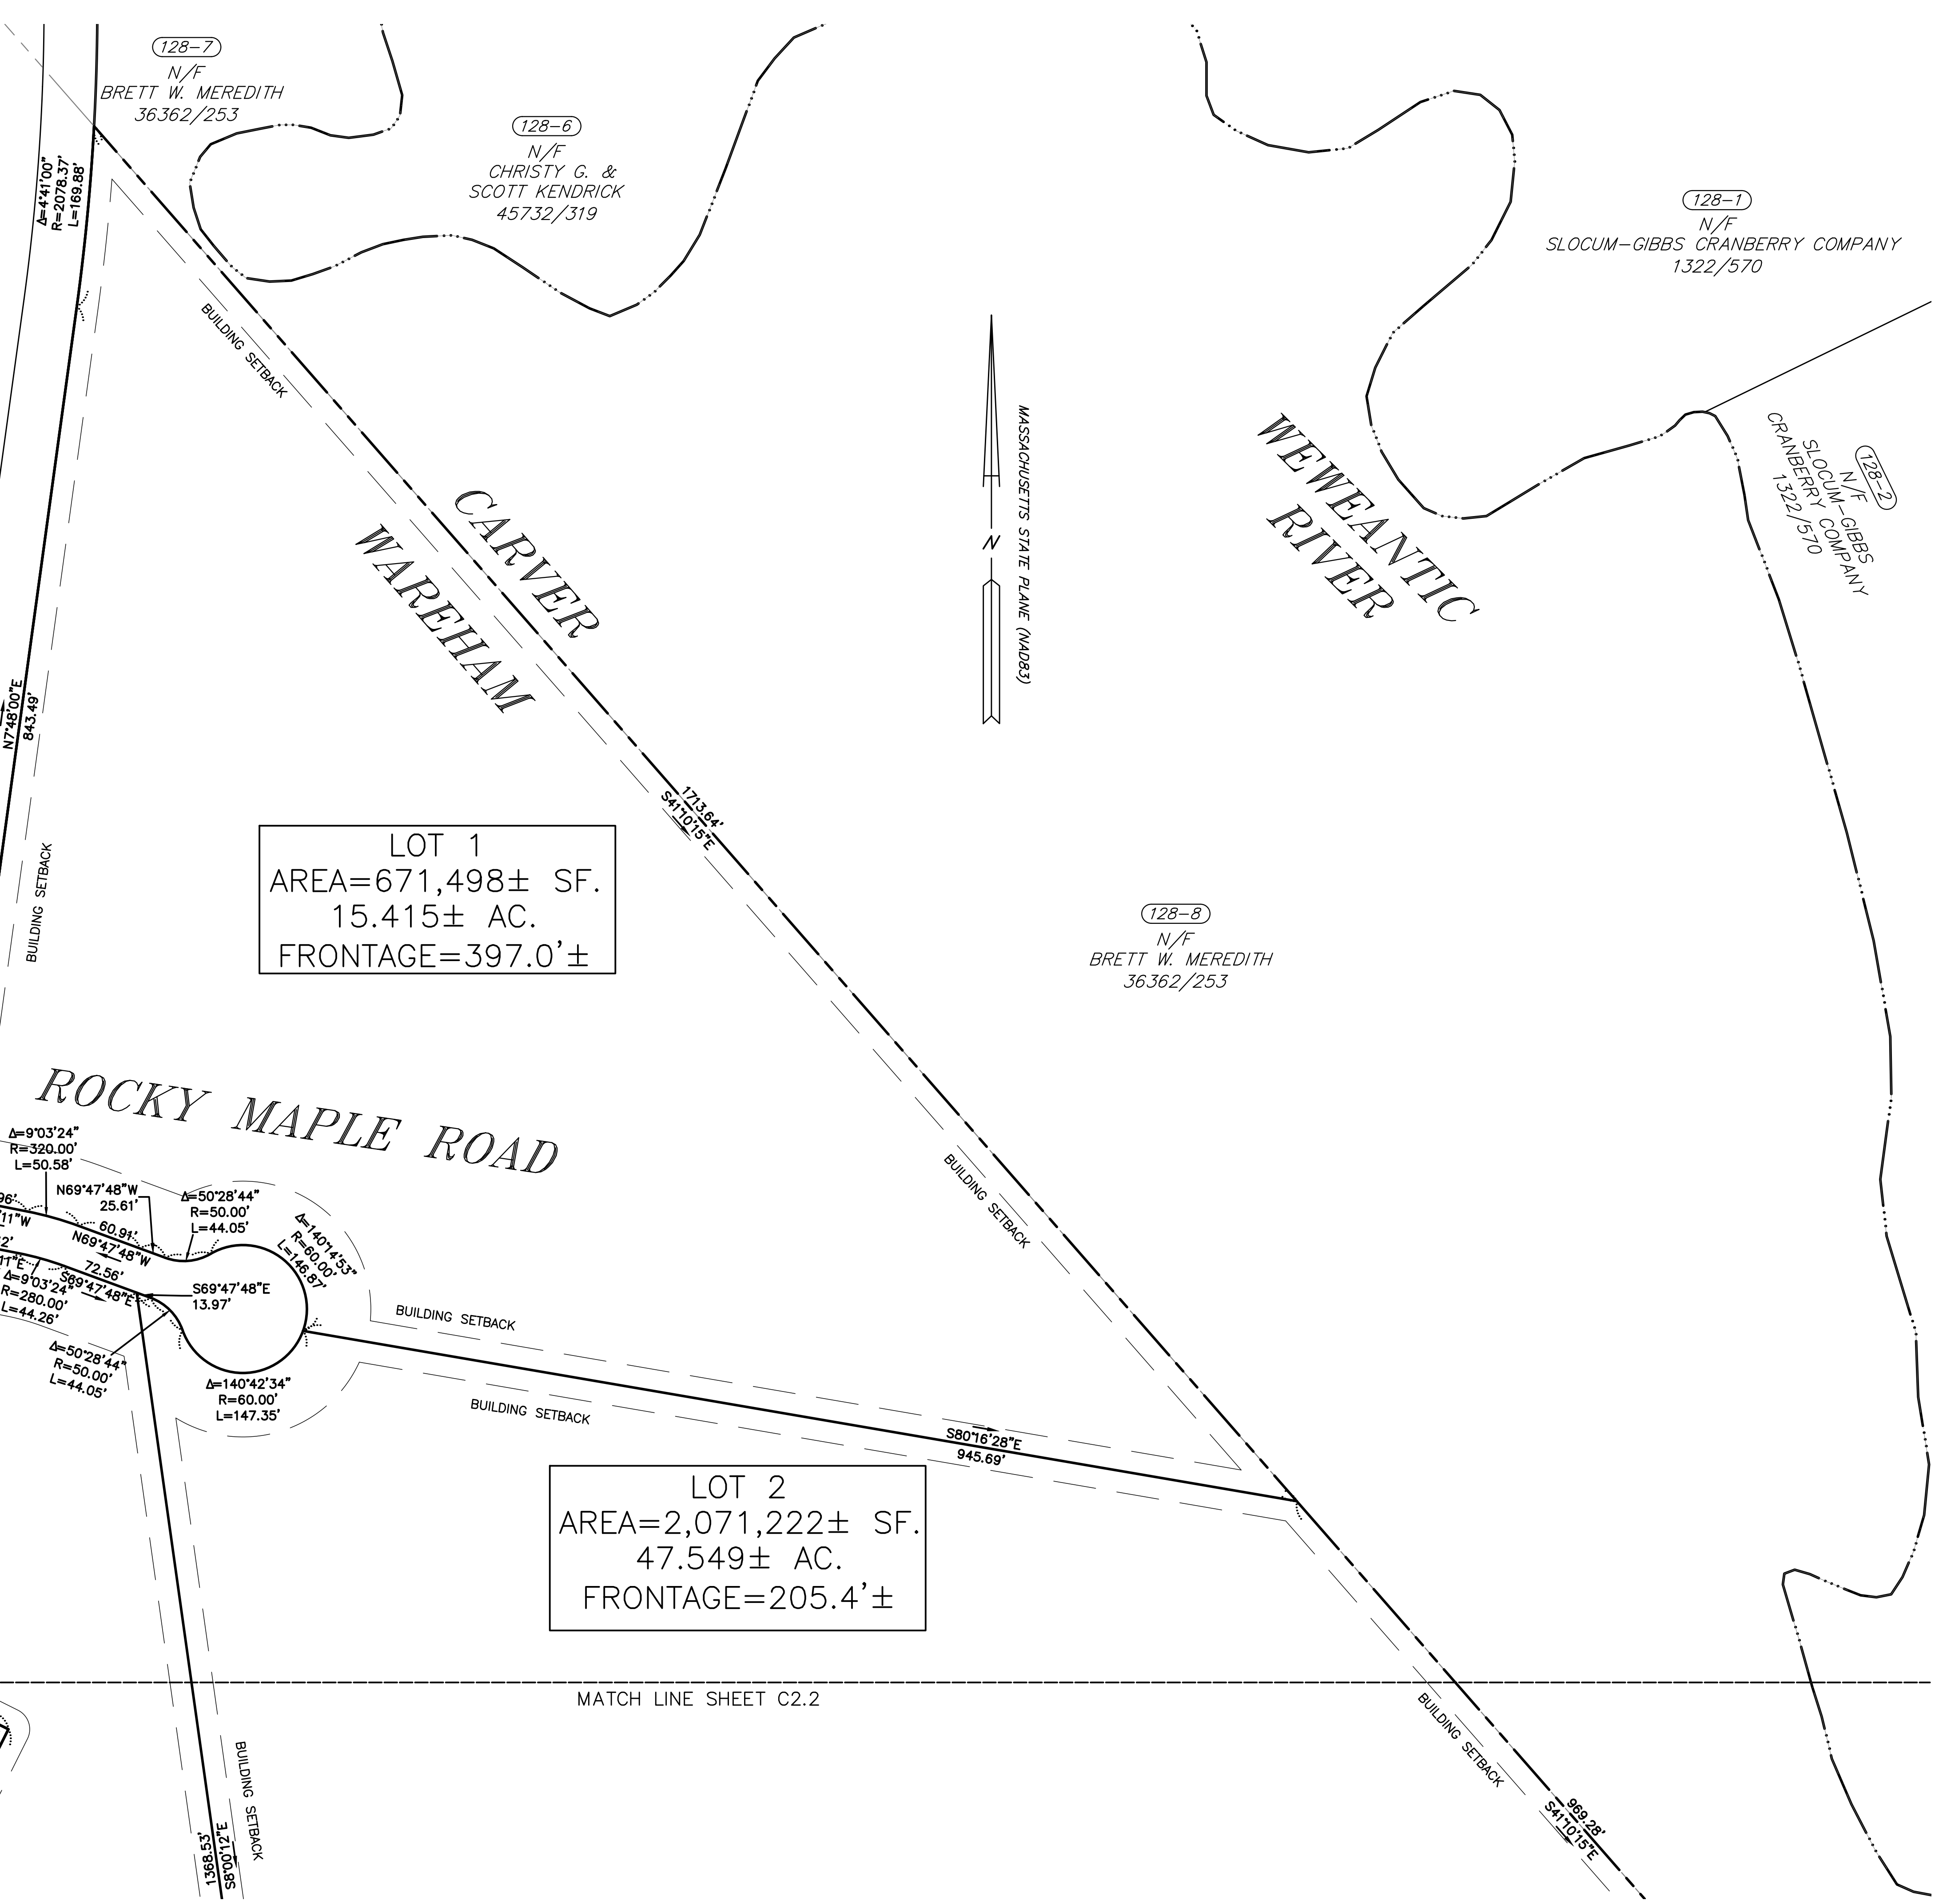 128-7
N/F
BRETT W. MEREDITH
36362/253
128-6
N/F
CHRISTY G. &
SCOTT KENDRICK
45732/319
128-1
N/F
SLOCUM-GIBBS CRANBERRY COMPANY
1322/570
Δ=4°41'00"
R=2078.37'
L=169.88'
BUILDING SETBACK
MASSACHUSETTS STATE PLANE (NAD83)
N
WEWEANTIC
RIVER
128-2
N/F
SLOCUM-GIBBS
CRANBERRY COMPANY
1322/570
CARVER
WAREHAM
N7°48'00"E
843.49'
BUILDING SETBACK
1713.64'
S41°10'15"E
LOT 1
AREA=671,498± SF.
15.415± AC.
FRONTAGE=397.0'±
128-8
N/F
BRETT W. MEREDITH
36362/253
ROCKY MAPLE ROAD
Δ=9°03'24"
R=320.00'
L=50.58'
N69°47'48"W
25.61'
Δ=50°28'44"
R=50.00'
L=44.05'
Δ=140°14'53"
R=60.00'
L=146.87'
96'
'11"W
60.91'
N69°47'48"W
72.56'
S69°47'48"E
2'
11"E
Δ=9°03'24"
R=280.00'
L=44.26'
S69°47'48"E
13.97'
Δ=50°28'44"
R=50.00'
L=44.05'
Δ=140°42'34"
R=60.00'
L=147.35'
BUILDING SETBACK
BUILDING SETBACK
BUILDING SETBACK
S80°16'28"E
945.69'
LOT 2
AREA=2,071,222± SF.
47.549± AC.
FRONTAGE=205.4'±
MATCH LINE SHEET C2.2
BUILDING SETBACK
BUILDING SETBACK
1368.53'
S8°00'12"E
969.28'
S41°10'15"E